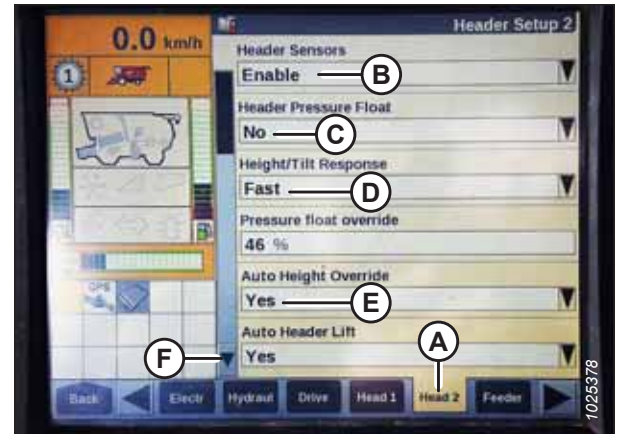 0.0 km/h
Header Setup 2
1
Header Sensors
Enable
B
Header Pressure Float
No
C
Height/Tilt Response
Fast
D
Pressure float override
46 %
Auto Height Override
Yes
E
GPS
Auto Header Lift
Yes
F
A
Back
Electr
Hydraul
Drive
Head 1
Head 2
Feeder
1025378